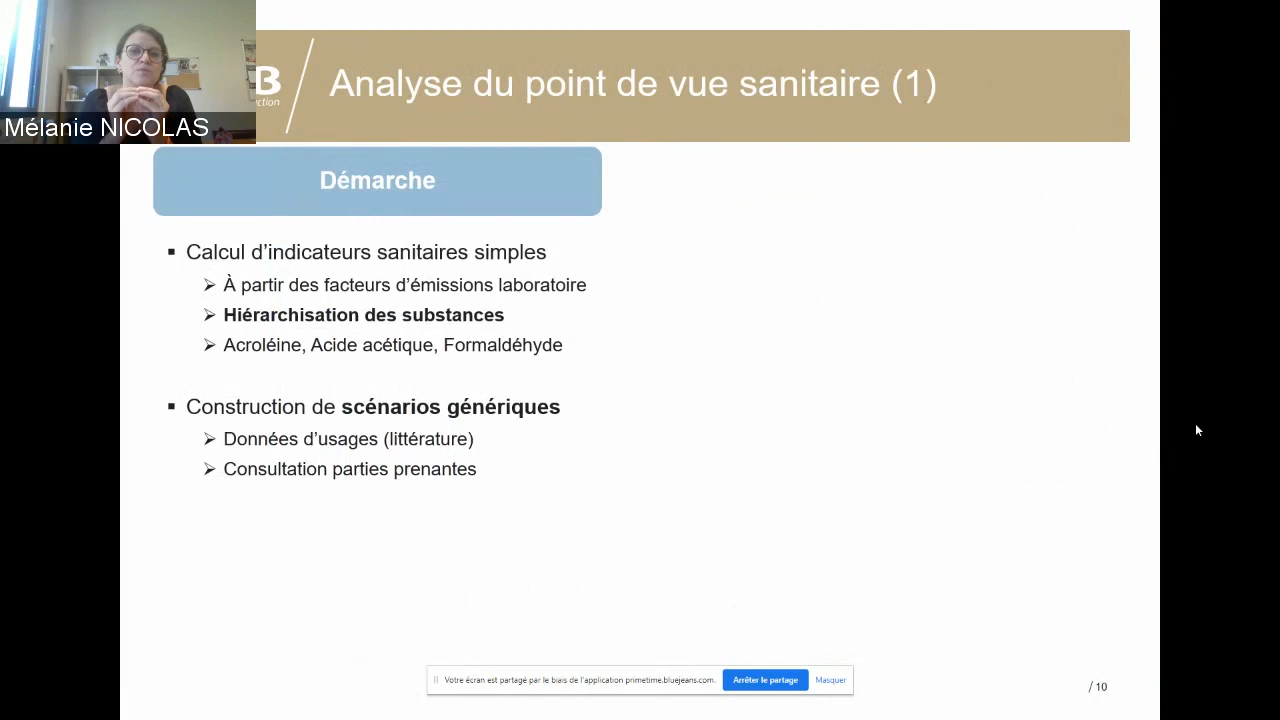 Analyse du point de vue sanitaire (1)
Mélanie NICOLAS
Démarche
Calcul d'indicateurs sanitaires simples
À partir des facteurs d'émissions laboratoire
Hiérarchisation des substances
Acroléine, Acide acétique, Formaldéhyde
Construction de scénarios génériques
Données d'usages (littérature)
Consultation parties prenantes
Votre écran est partagé par le biais de l'application primetime.bluejeans.com.
Arrêter le partage
Masquer
/ 10